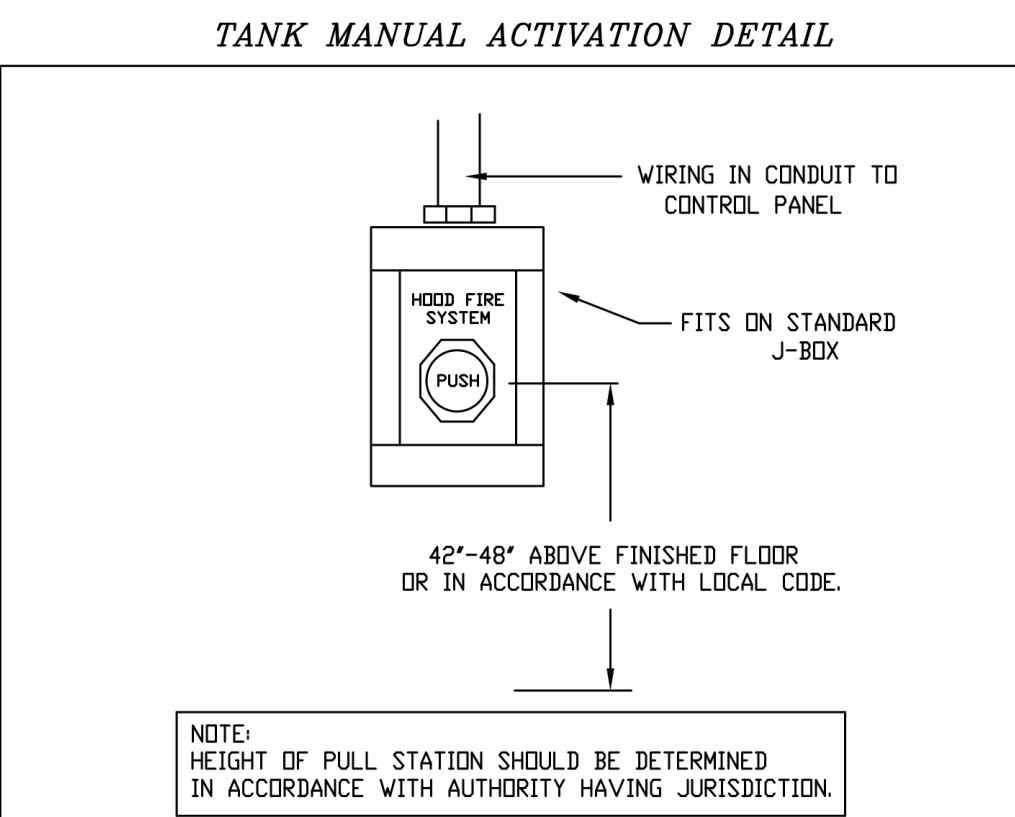 TANK MANUAL ACTIVATION DETAIL
WIRING IN CONDUIT TO
CONTROL PANEL
HOOD FIRE
SYSTEM
PUSH
FITS ON STANDARD
J-BOX
42"-48" ABOVE FINISHED FLOOR
OR IN ACCORDANCE WITH LOCAL CODE.
NOTE:
HEIGHT OF PULL STATION SHOULD BE DETERMINED
IN ACCORDANCE WITH AUTHORITY HAVING JURISDICTION.